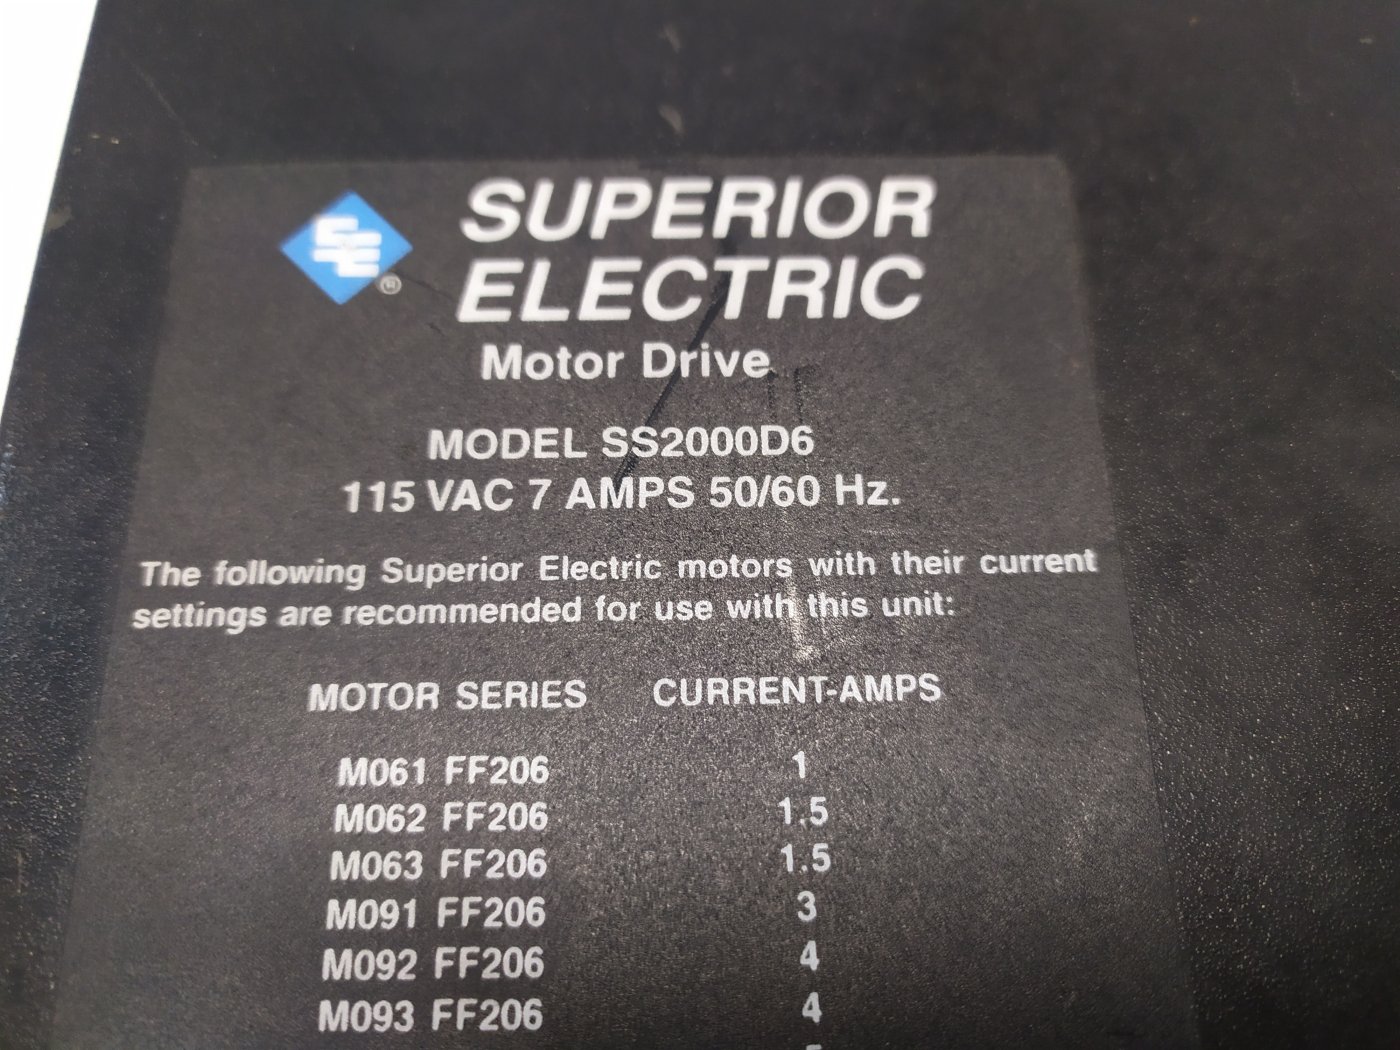 SE ®
SUPERIOR
ELECTRIC
Motor Drive
MODEL SS2000D6
115 VAC 7 AMPS 50/60 Hz.
The following Superior Electric motors with their current
settings are recommended for use with this unit:
MOTOR SERIES CURRENT-AMPS
M061 FF206 1
M062 FF206 1.5
M063 FF206 1.5
M091 FF206 3
M092 FF206 4
M093 FF206 4